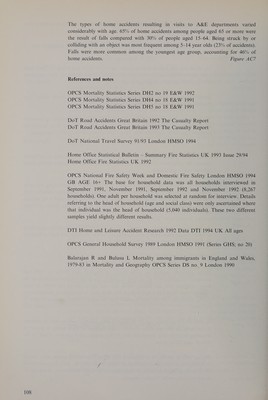 The types of home accidents resulting in visits to A&E departments varied
considerably with age. 65% of home accidents among people aged 65 or more were
the result of falls compared with 30% of people aged 15–64. Being struck by or
colliding with an object was most frequent among 5–14 year olds (25% of accidents).
Falls were more common among the youngest age group, accounting for 46% of
home accidents. Figure AC7
References and notes
OPCS Mortality Statistics Series DH2 no 19 E&W 1992
OPCS Mortality Statistics Series DH4 no 18 E&W 1991
OPCS Mortality Statistics Series DH5 no 18 E&W 1991
DoT Road Accidents Great Britain 1992 The Casualty Report
DoT Road Accidents Great Britain 1993 The Casualty Report
DoT National Travel Survey 91/93 London HMSO 1994
Home Office Statistical Bulletin - Summary Fire Statistics UK 1993 Issue 29/94
Home Office Fire Statistics UK 1992
OPCS National Fire Safety Week and Domestic Fire Safety London HMSO 1994
GB AGE 16+ The base for household data was all households interviewed in
September 1991, November 1991, September 1992 and November 1992 (6,267
households). One adult per household was selected at random for interview. Details
referring to the head of household (age and social class) were only ascertained where
that individual was the head of household (5,040 individuals). These two different
samples yield slightly different results.
DTI Home and Leisure Accident Research 1992 Data DTI 1994 UK All ages
OPCS General Household Survey 1989 London HMSO 1991 (Series GHS; no 20)
Balarajan R and Bulusu L Mortality among immigrants in England and Wales,
1979-83 in Mortality and Geography OPCS Series DS no. 9 London 1990
100